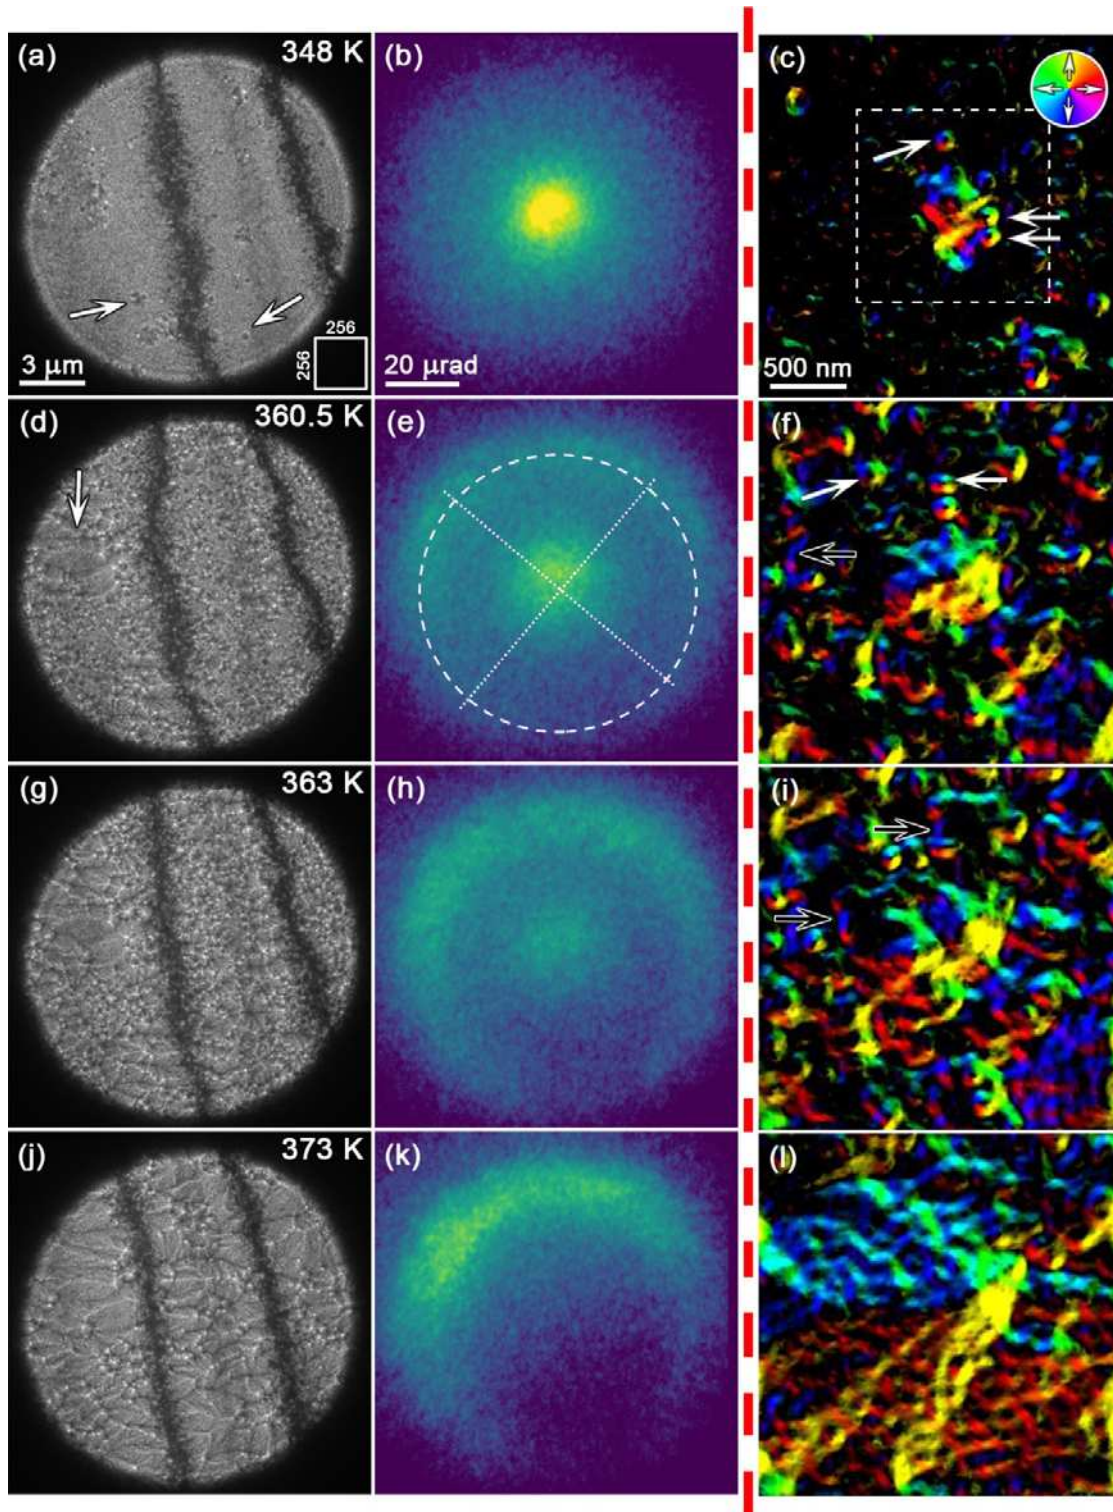 (a) 348 K
(b)
(c)
256
256
3 μm
20 μrad
500 nm
(d) 360.5 K
(e)
(f)
(g) 363 K
(h)
(i)
(j) 373 K
(k)
(l)